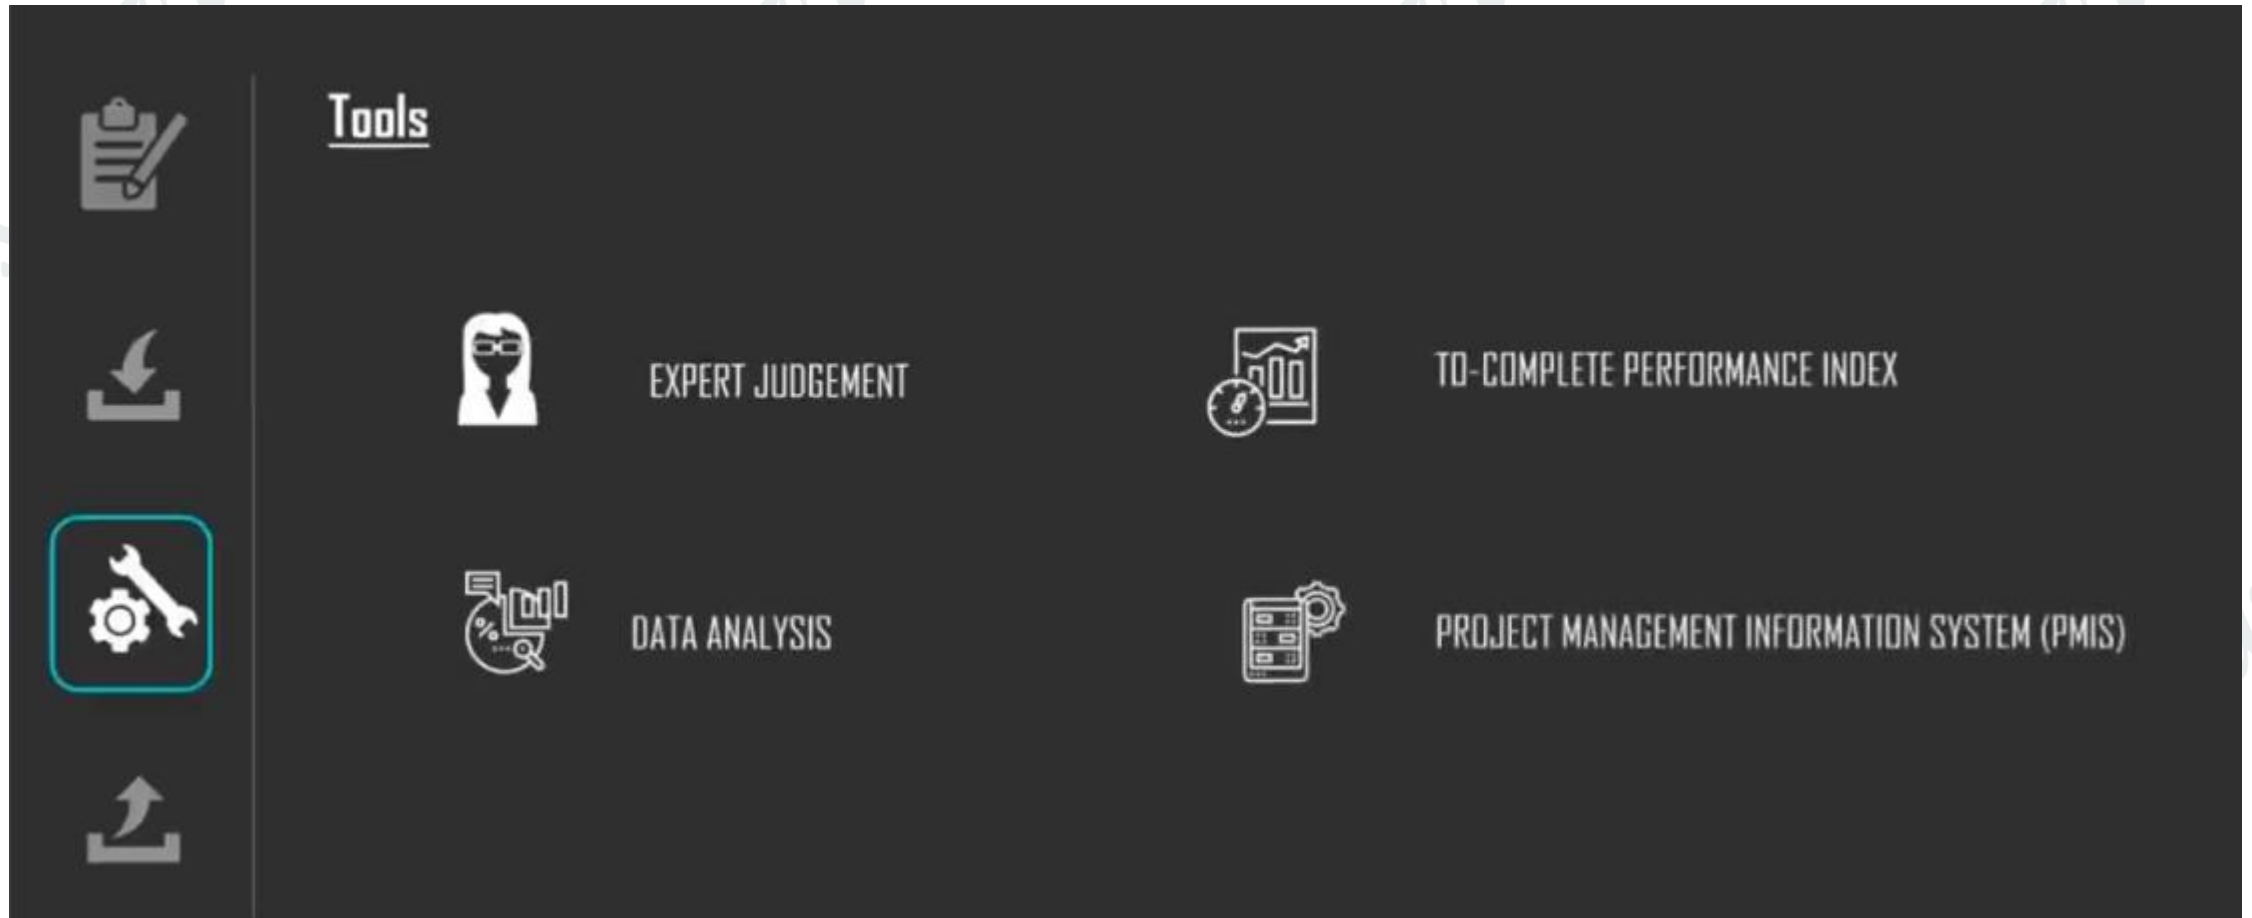 Tools
EXPERT JUDGEMENT
TO-COMPLETE PERFORMANCE INDEX
DATA ANALYSIS
PROJECT MANAGEMENT INFORMATION SYSTEM (PMIS)